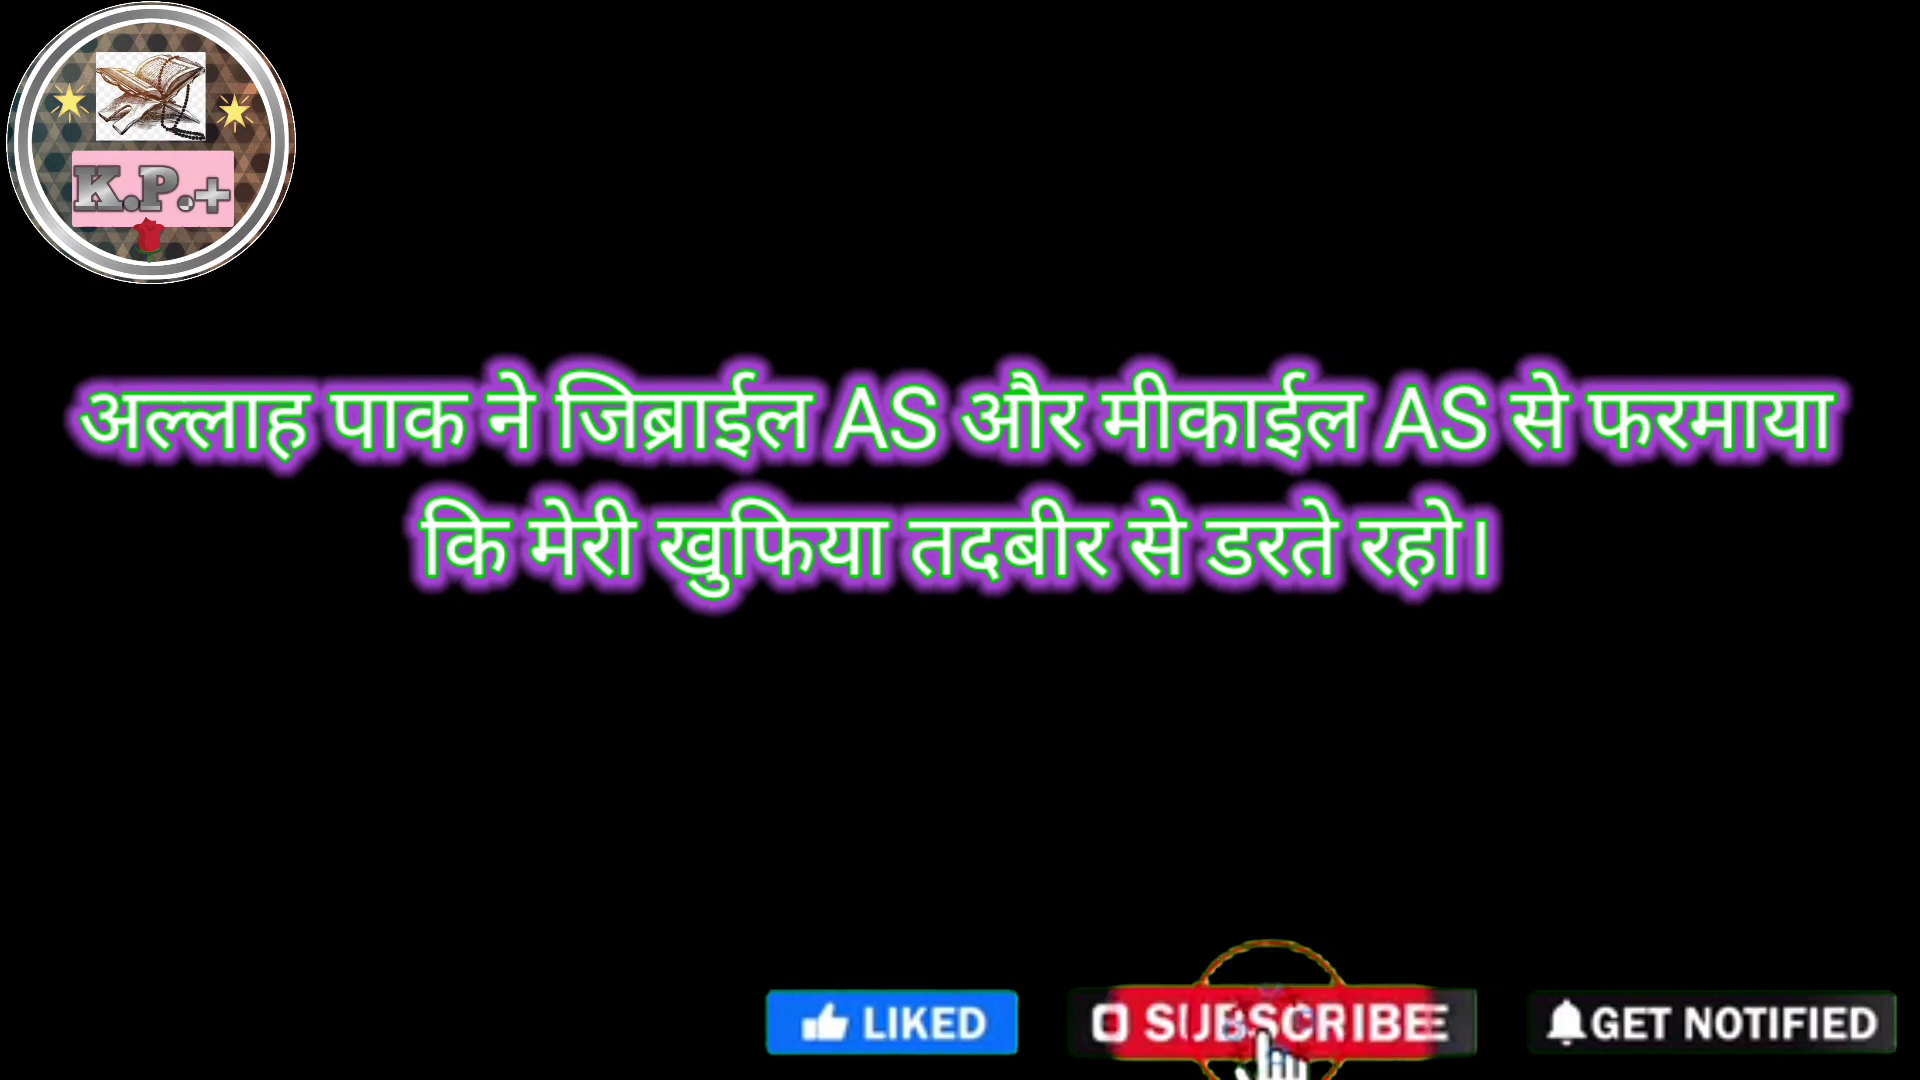 K.P.+
अल्लाह पाक ने जिब्राईल AS और मीकाईल AS से फरमाया
कि मेरी खुफिया तदबीर से डरते रहो।
LIKED
SUBSCRIBE
GET NOTIFIED